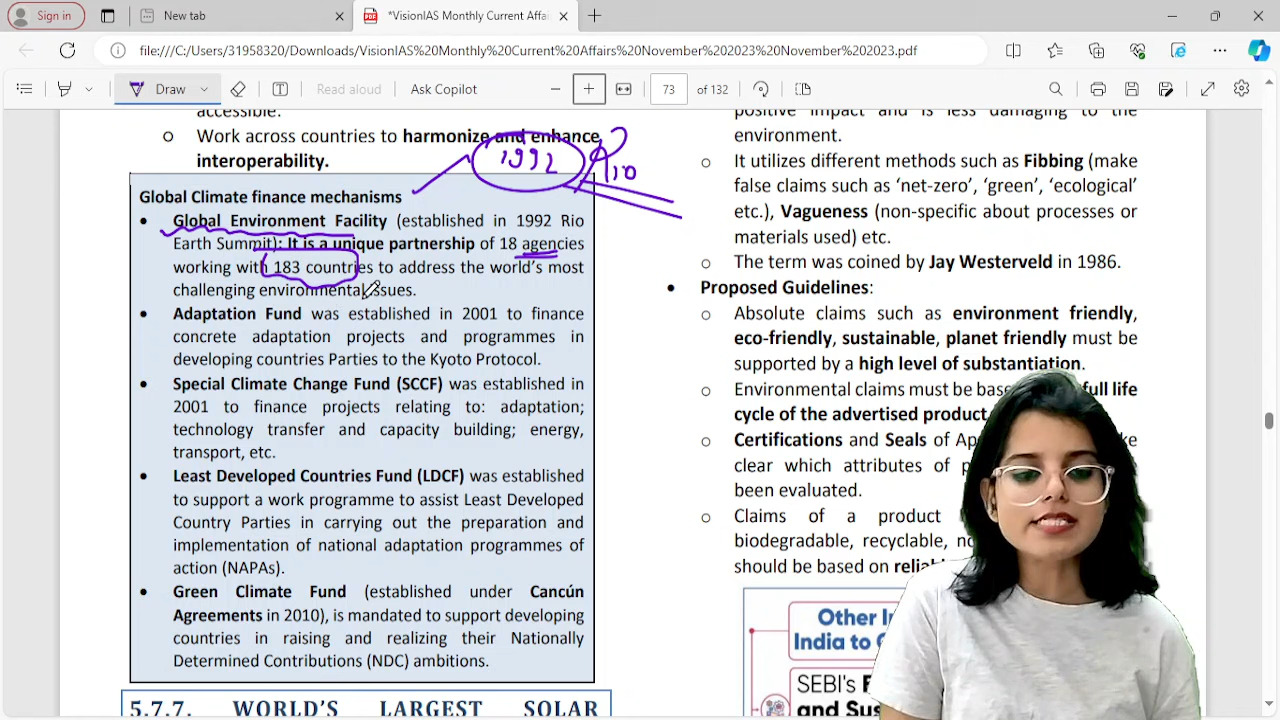 Sign in
New tab
*VisionIAS Monthly Current Affai
file:///C:/Users/31958320/Downloads/VisionIAS%20Monthly%20Current%20Affairs%20November%202023%20November%202023.pdf
Draw
Read aloud
Ask Copilot
73
of 132
accessible.
Work across countries to harmonize and enhance
interoperability.
1992
Rio
Global Climate finance mechanisms
Global Environment Facility (established in 1992 Rio
Earth Summit): It is a unique partnership of 18 agencies
working with 183 countries to address the world's most
challenging environmental issues.
Adaptation Fund was established in 2001 to finance
concrete adaptation projects and programmes in
developing countries Parties to the Kyoto Protocol.
Special Climate Change Fund (SCCF) was established in
2001 to finance projects relating to: adaptation;
technology transfer and capacity building; energy,
transport, etc.
Least Developed Countries Fund (LDCF) was established
to support a work programme to assist Least Developed
Country Parties in carrying out the preparation and
implementation of national adaptation programmes of
action (NAPAs).
Green Climate Fund (established under Cancún
Agreements in 2010), is mandated to support developing
countries in raising and realizing their Nationally
Determined Contributions (NDC) ambitions.
5.7.7. WORLD'S LARGEST SOLAR
positive impact and is less damaging to the
environment.
It utilizes different methods such as Fibbing (make
false claims such as 'net-zero', 'green', 'ecological'
etc.), Vagueness (non-specific about processes or
materials used) etc.
The term was coined by Jay Westerveld in 1986.
Proposed Guidelines:
Absolute claims such as environment friendly,
eco-friendly, sustainable, planet friendly must be
supported by a high level of substantiation.
Environmental claims must be base full life
cycle of the advertised product
Certifications and Seals of Ap
clear which attributes of p
been evaluated.
Claims of a product
biodegradable, recyclable, no
should be based on relia
Other In
India to
SEBI's
and Sus